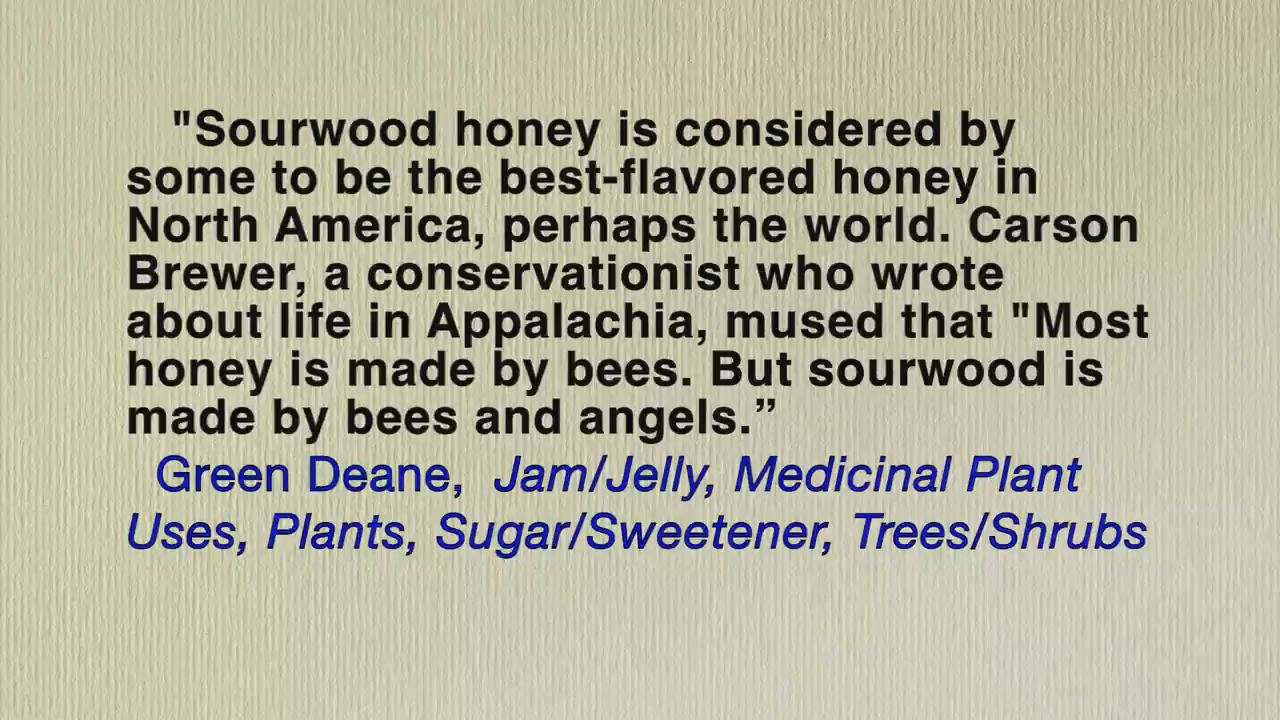 "Sourwood honey is considered by
some to be the best-flavored honey in
North America, perhaps the world. Carson
Brewer, a conservationist who wrote
about life in Appalachia, mused that "Most
honey is made by bees. But sourwood is
made by bees and angels.”
Green Deane, Jam/Jelly, Medicinal Plant
Uses, Plants, Sugar/Sweetener, Trees/Shrubs